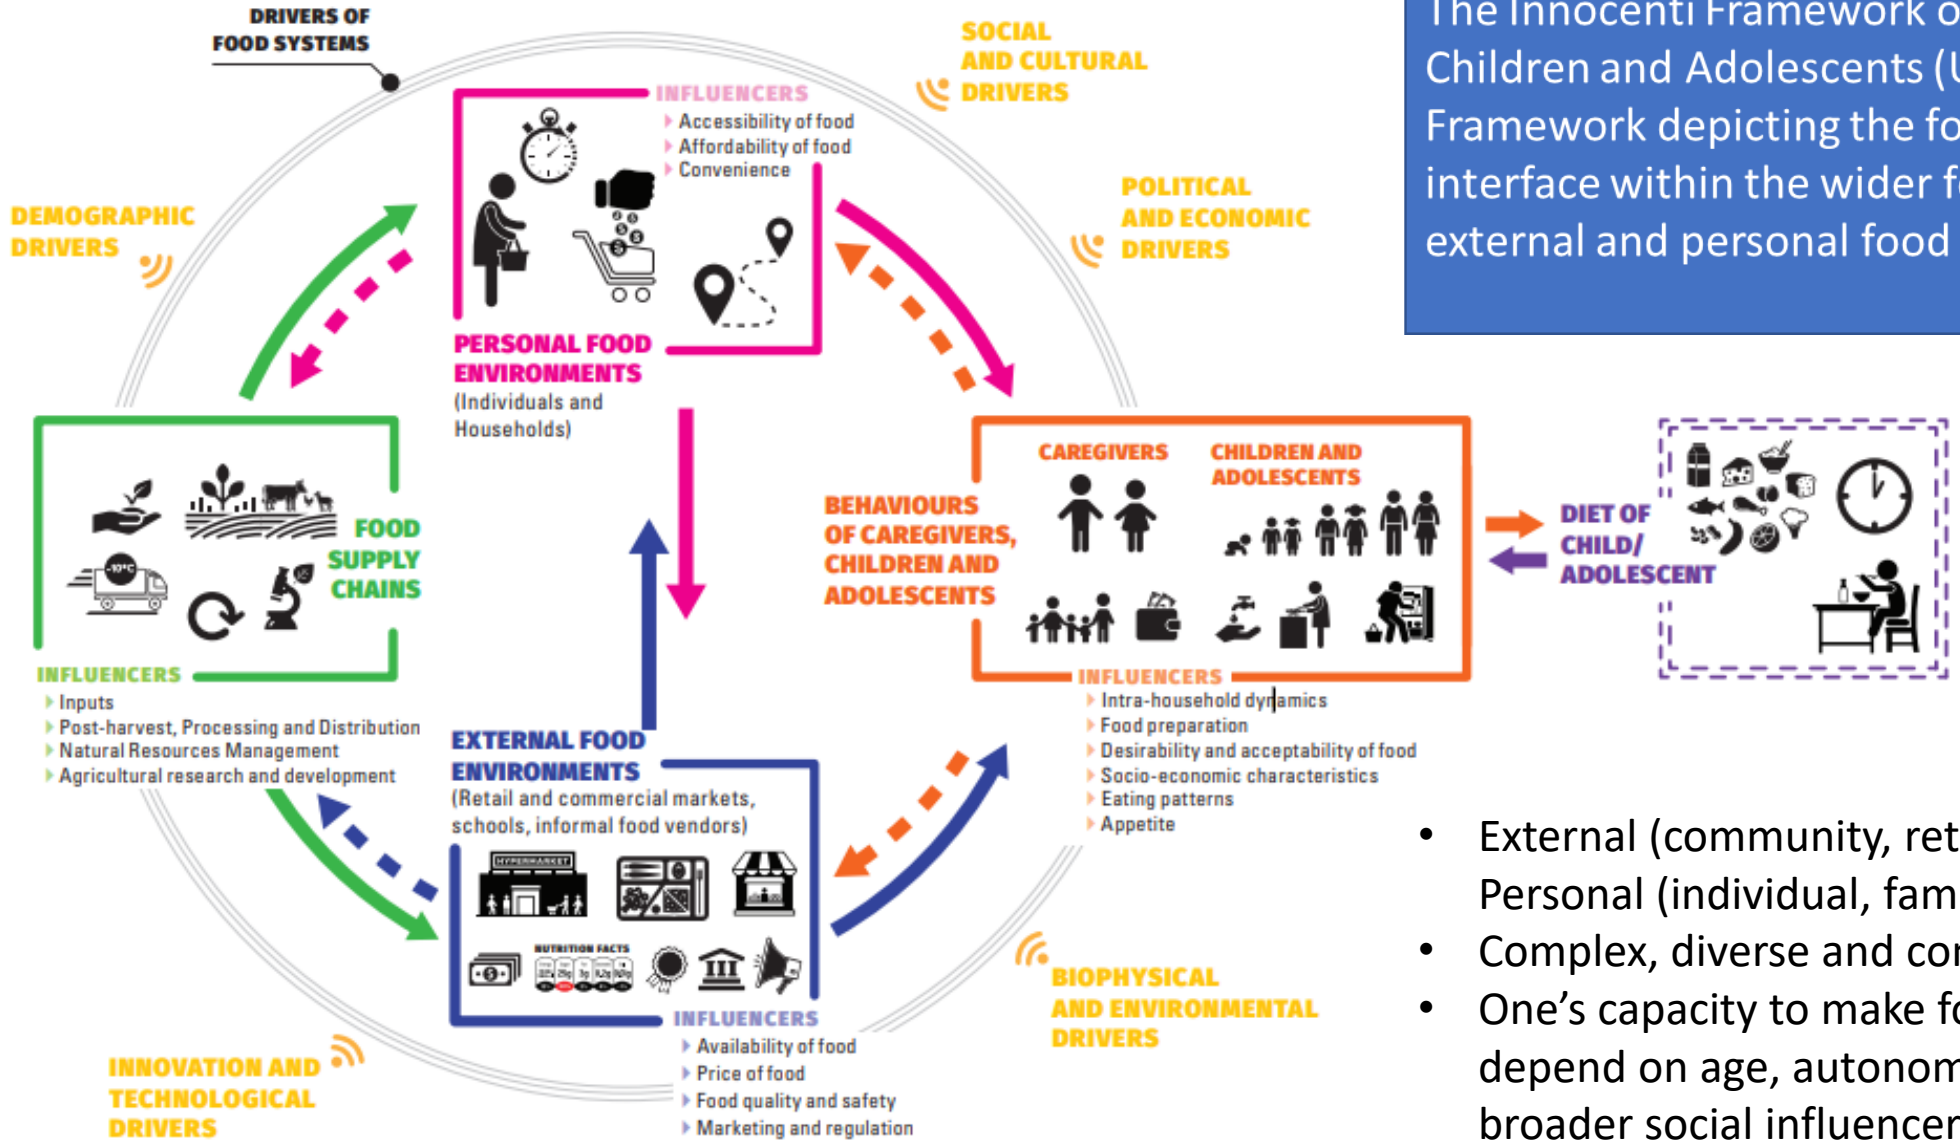 DRIVERS OF
FOOD SYSTEMS
SOCIAL
AND CULTURAL
DRIVERS
The Innocenti Framework o
Children and Adolescents (U
Framework depicting the fo
interface within the wider f
external and personal food
INFLUENCERS
Accessibility of food
Affordability of food
Convenience
POLITICAL
AND ECONOMIC
DRIVERS
DEMOGRAPHIC
DRIVERS
PERSONAL FOOD
ENVIRONMENTS
(Individuals and
Households)
-10°C
FOOD
SUPPLY
CHAINS
INFLUENCERS
Inputs
Post-harvest, Processing and Distribution
Natural Resources Management
Agricultural research and development
BEHAVIOURS
OF CAREGIVERS,
CHILDREN AND
ADOLESCENTS
CAREGIVERS
CHILDREN AND
ADOLESCENTS
INFLUENCERS
Intra-household dynamics
Food preparation
Desirability and acceptability of food
Socio-economic characteristics
Eating patterns
Appetite
DIET OF
CHILD/
ADOLESCENT
EXTERNAL FOOD
ENVIRONMENTS
(Retail and commercial markets,
schools, informal food vendors)
HYPERMARKET
NUTRITION FACTS
INFLUENCERS
Availability of food
Price of food
Food quality and safety
Marketing and regulation
BIOPHYSICAL
AND ENVIRONMENTAL
DRIVERS
INNOVATION AND
TECHNOLOGICAL
DRIVERS
• External (community, ret
Personal (individual, fam
• Complex, diverse and cor
• One’s capacity to make fo
depend on age, autonom
broader social influencer